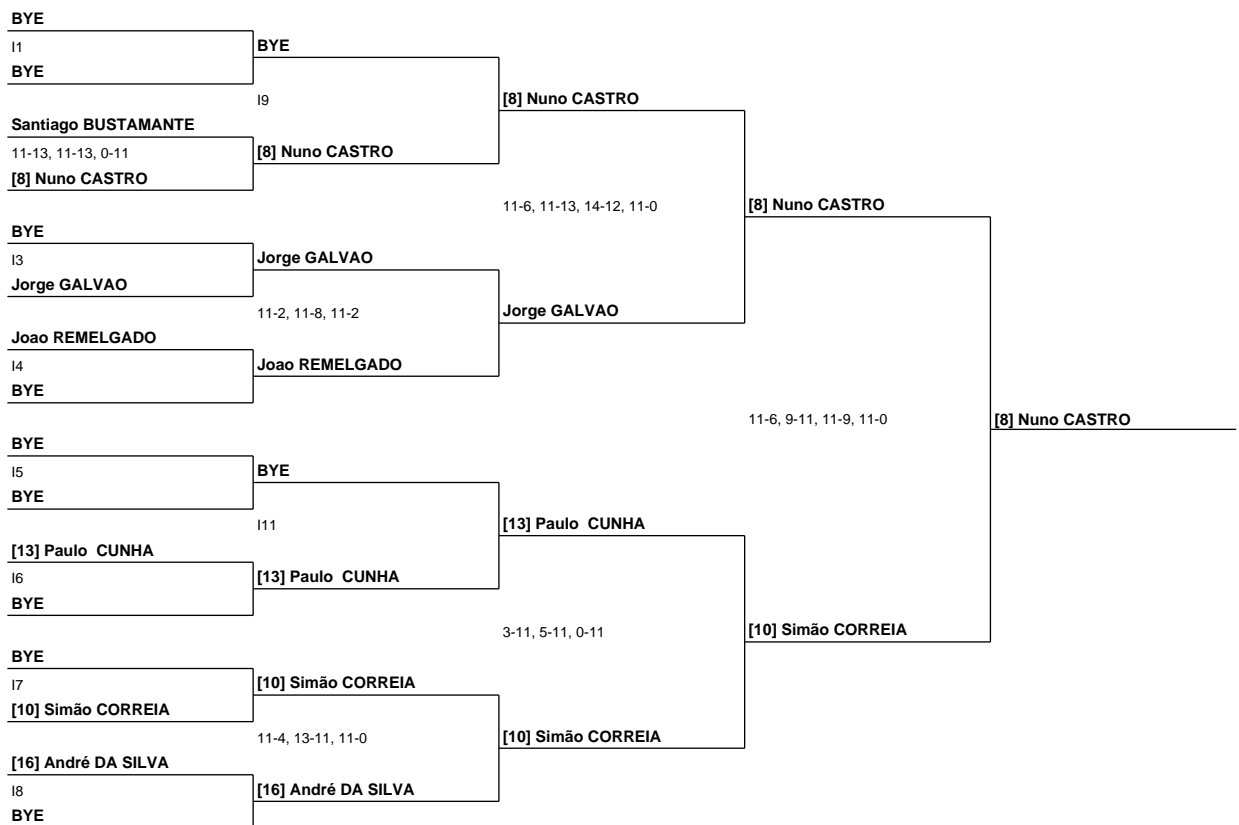 BYE
I1
BYE
BYE
I9
[8] Nuno CASTRO
Santiago BUSTAMANTE
11-13, 11-13, 0-11
[8] Nuno CASTRO
[8] Nuno CASTRO
11-6, 11-13, 14-12, 11-0
[8] Nuno CASTRO
BYE
I3
Jorge GALVAO
Jorge GALVAO
11-2, 11-8, 11-2
Jorge GALVAO
Joao REMELGADO
I4
Joao REMELGADO
BYE
11-6, 9-11, 11-9, 11-0
[8] Nuno CASTRO
BYE
I5
BYE
BYE
I11
[13] Paulo  CUNHA
[13] Paulo  CUNHA
I6
[13] Paulo  CUNHA
BYE
3-11, 5-11, 0-11
[10] Simão CORREIA
BYE
I7
[10] Simão CORREIA
[10] Simão CORREIA
11-4, 13-11, 11-0
[10] Simão CORREIA
[16] André DA SILVA
I8
[16] André DA SILVA
BYE